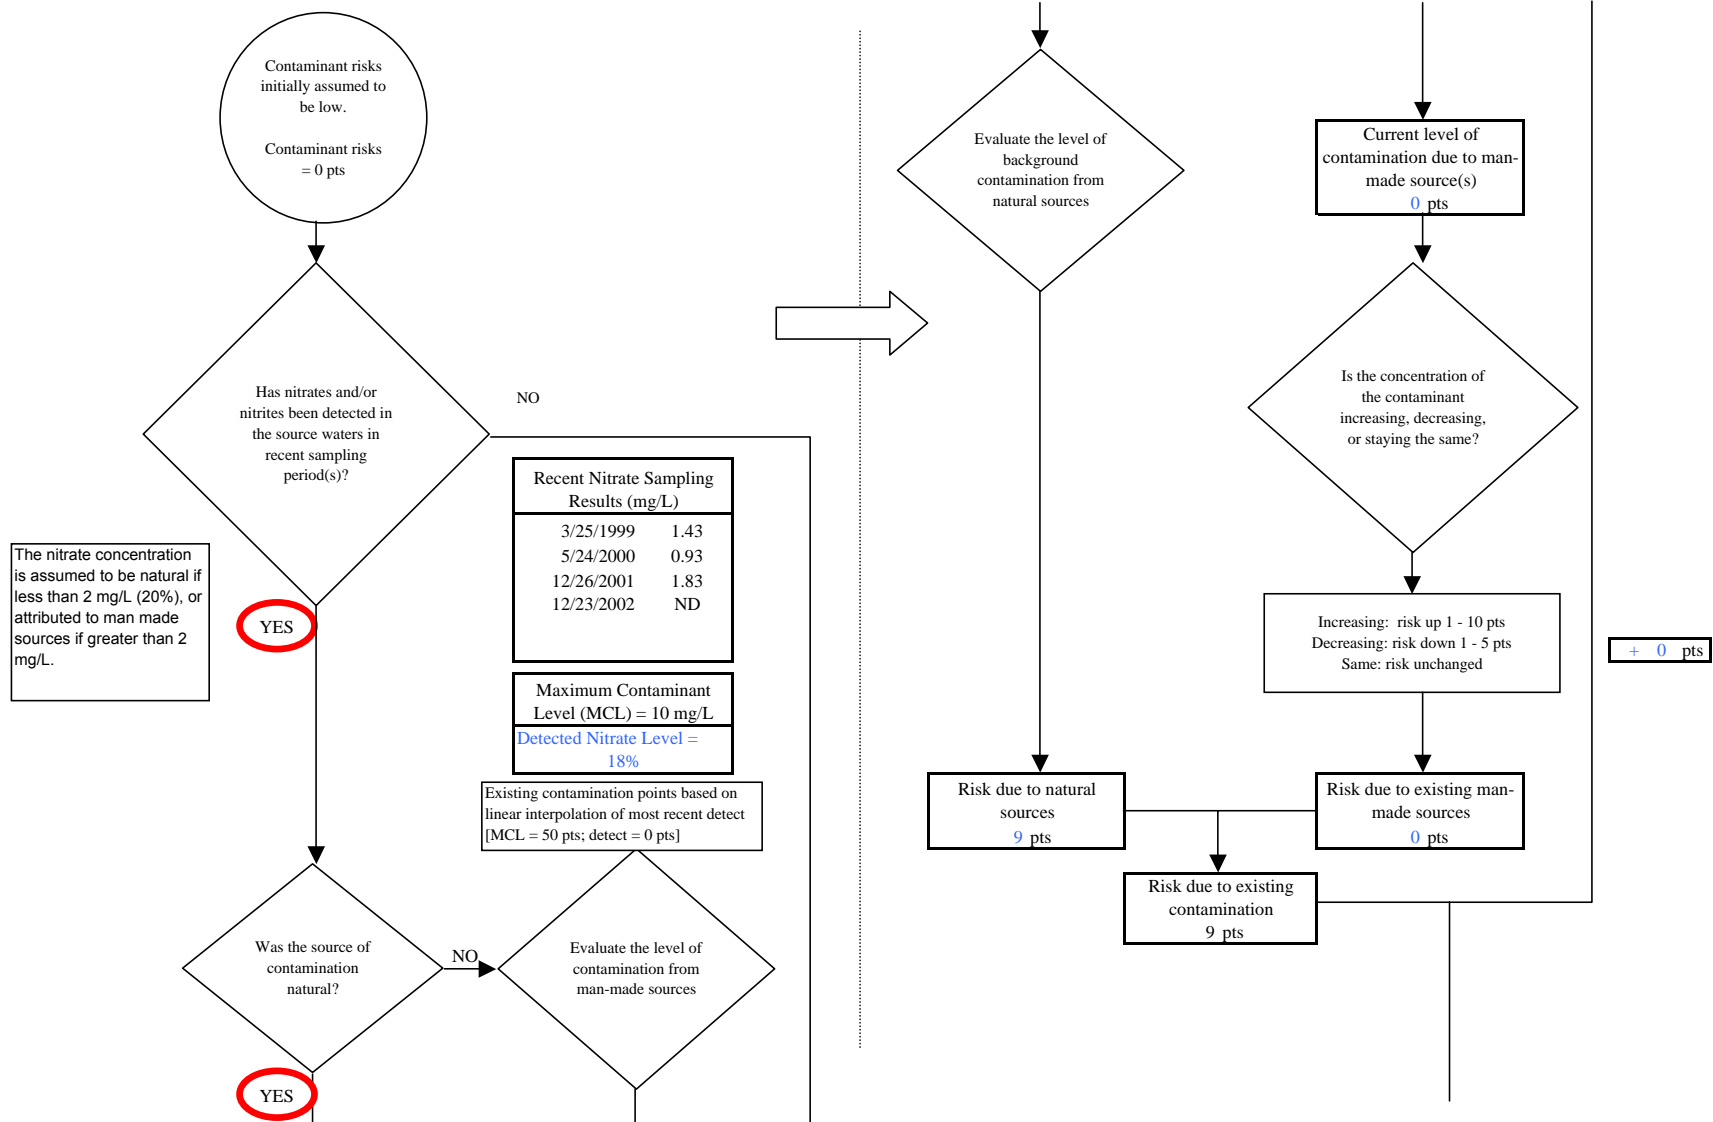 Contaminant risks
initially assumed to
be low.
Contaminant risks
= 0 pts
Has nitrates and/or
nitrites been detected in
the source waters in
recent sampling
period(s)?
NO
Recent Nitrate Sampling
Results (mg/L)
3/25/1999 1.43
5/24/2000 0.93
12/26/2001 1.83
12/23/2002 ND
The nitrate concentration
is assumed to be natural if
less than 2 mg/L (20%), or
attributed to man made
sources if greater than 2
mg/L.
YES
Maximum Contaminant
Level (MCL) = 10 mg/L
Detected Nitrate Level =
18%
Existing contamination points based on
linear interpolation of most recent detect
[MCL = 50 pts; detect = 0 pts]
Was the source of
contamination
natural?
NO
Evaluate the level of
contamination from
man-made sources
YES
Evaluate the level of
background
contamination from
natural sources
Current level of
contamination due to man-
made source(s)
0 pts
Is the concentration of
the contaminant
increasing, decreasing,
or staying the same?
Increasing: risk up 1 - 10 pts
Decreasing: risk down 1 - 5 pts
Same: risk unchanged
+ 0 pts
Risk due to natural
sources
9 pts
Risk due to existing man-
made sources
0 pts
Risk due to existing
contamination
9 pts